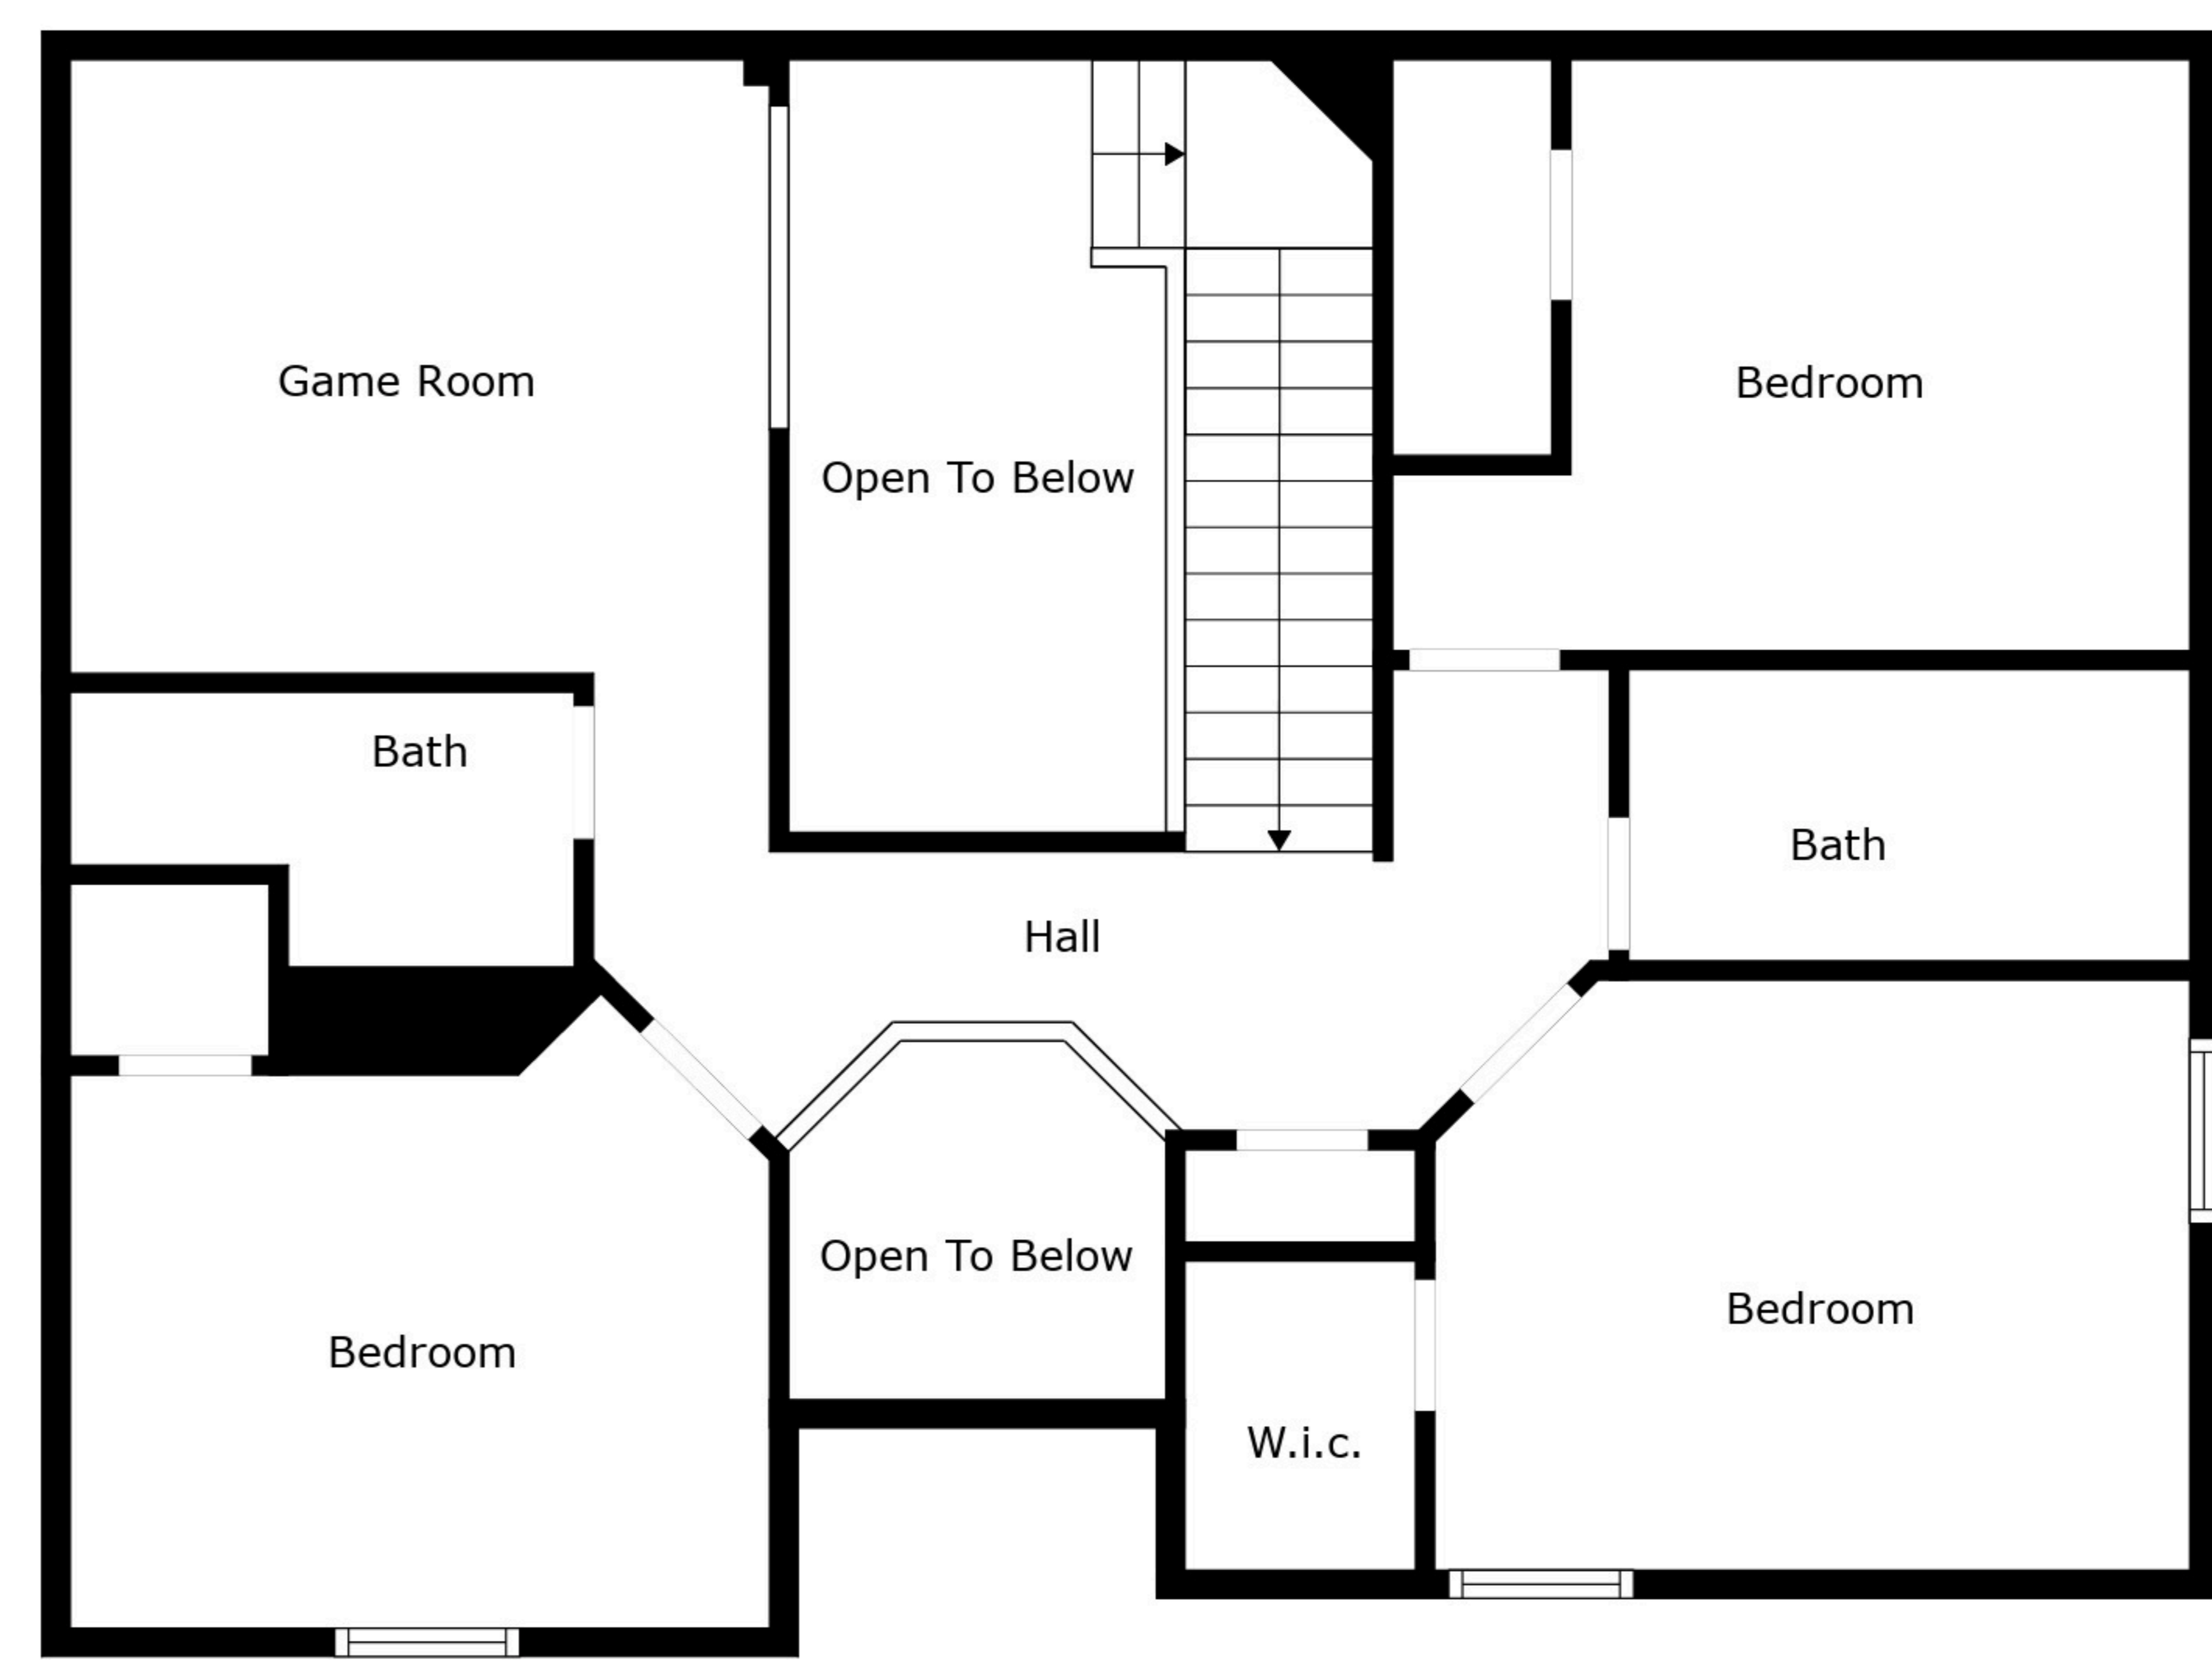 Game Room
Bedroom
Open To Below
Bath
Bath
Hall
Open To Below
Bedroom
Bedroom
W.i.c.